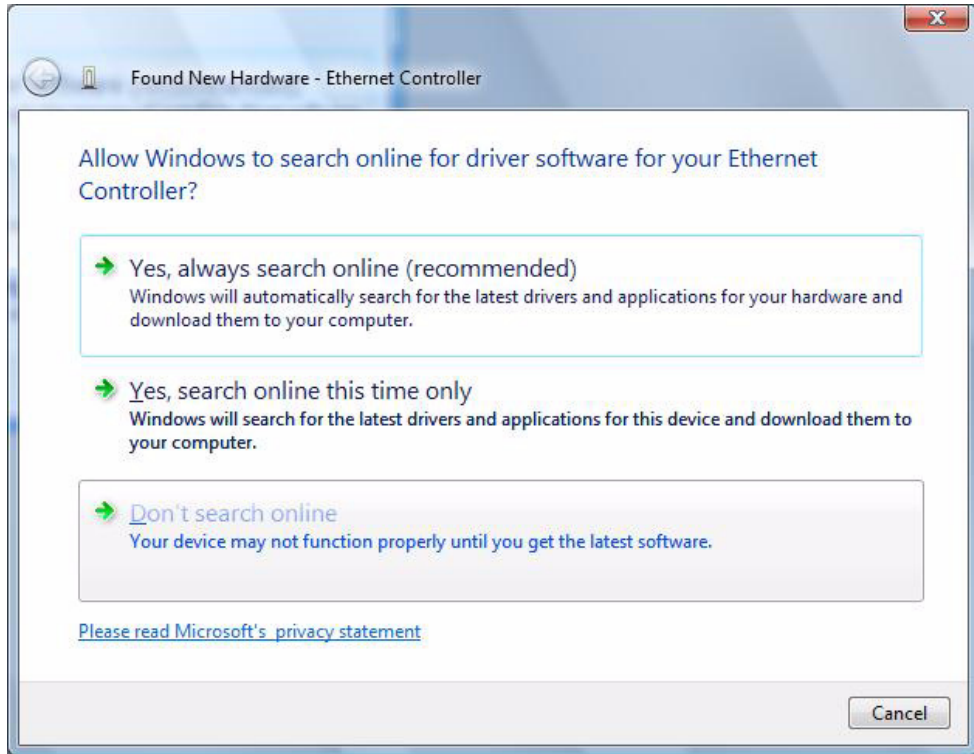 Found New Hardware - Ethernet Controller
Allow Windows to search online for driver software for your Ethernet
Controller?
Yes, always search online (recommended)
Windows will automatically search for the latest drivers and applications for your hardware and
download them to your computer.
Yes, search online this time only
Windows will search for the latest drivers and applications for this device and download them to
your computer.
Don't search online
Your device may not function properly until you get the latest software.
Please read Microsoft's privacy statement
Cancel